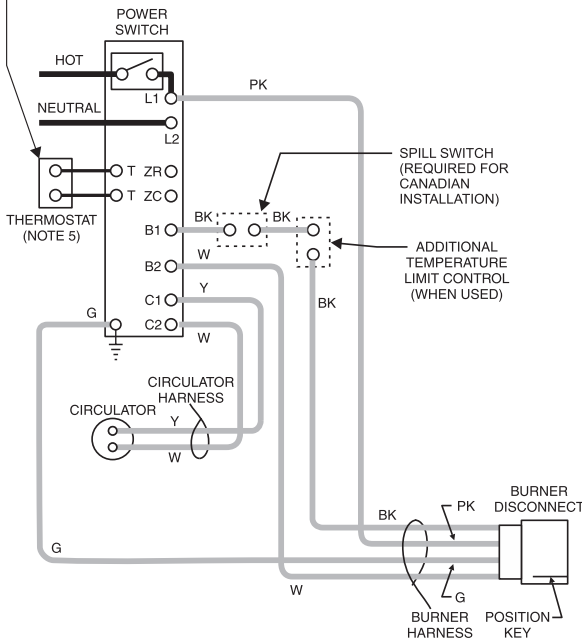 POWER
SWITCH
HOT
L1
PK
NEUTRAL
L2
SPILL SWITCH
(REQUIRED FOR
CANADIAN
INSTALLATION)
T ZR
T ZC
THERMOSTAT
(NOTE 5)
B1
BK
BK
ADDITIONAL
TEMPERATURE
LIMIT CONTROL
(WHEN USED)
B2
W
C1
Y
BK
G
C2
W
CIRCULATOR
HARNESS
CIRCULATOR
Y
W
BURNER
DISCONNECT
BK
PK
G
W
G
BURNER
HARNESS
POSITION
KEY